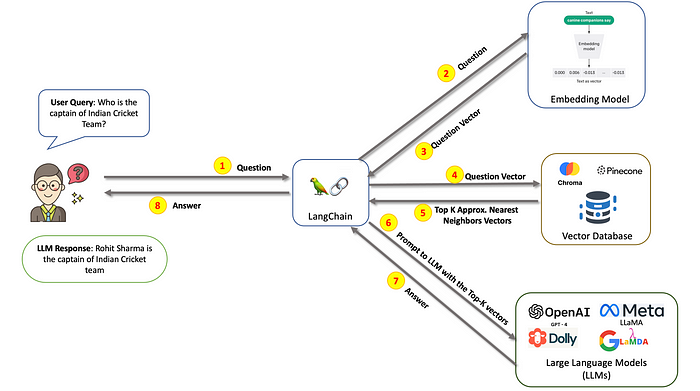 Text
canine companions say
Embedding
model
0.000 0.006 -0.013 ... -0.013
Text as vector
Embedding Model
2 Question
3 Question Vector
User Query: Who is the
captain of Indian Cricket
Team?
1 Question
8 Answer
LangChain
4 Question Vector
5 Top K Approx. Nearest
Neighbors Vectors
Chroma
Pinecone
Vector Database
LLM Response: Rohit Sharma is
the captain of Indian Cricket
team
6 Prompt to LLM with the Top-K vectors
7 Answer
OpenAI
GPT - 4
Meta
LLaMA
Dolly
GLaMDA
Large Language Models
(LLMs)